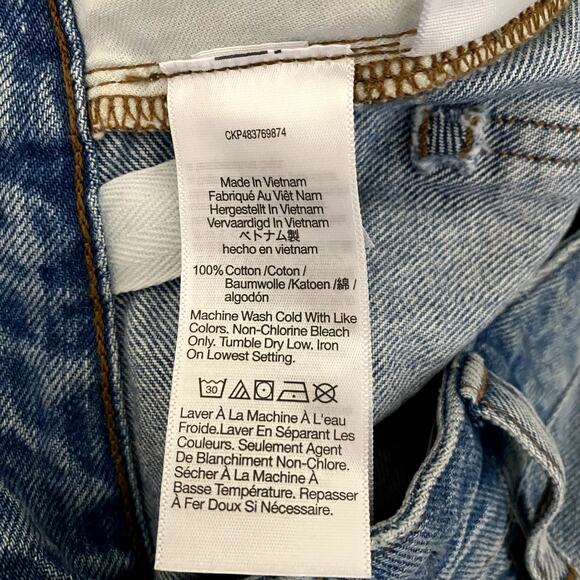 CKP483769874
Made In Vietnam
Fabriqué Au Viêt Nam
Hergestellt In Vietnam
Vervaardigd In Vietnam
ベトナム製
hecho en vietnam
100% Cotton /Coton /
Baumwolle /Katoen /綿 /
algodón
Machine Wash Cold With Like
Colors. Non-Chlorine Bleach
Only. Tumble Dry Low. Iron
On Lowest Setting.
30
Laver À La Machine À L'eau
Froide.Laver En Séparant Les
Couleurs. Seulement Agent
De Blanchiment Non-Chlore.
Sécher À La Machine À
Basse Température. Repasser
À Fer Doux Si Nécessaire.